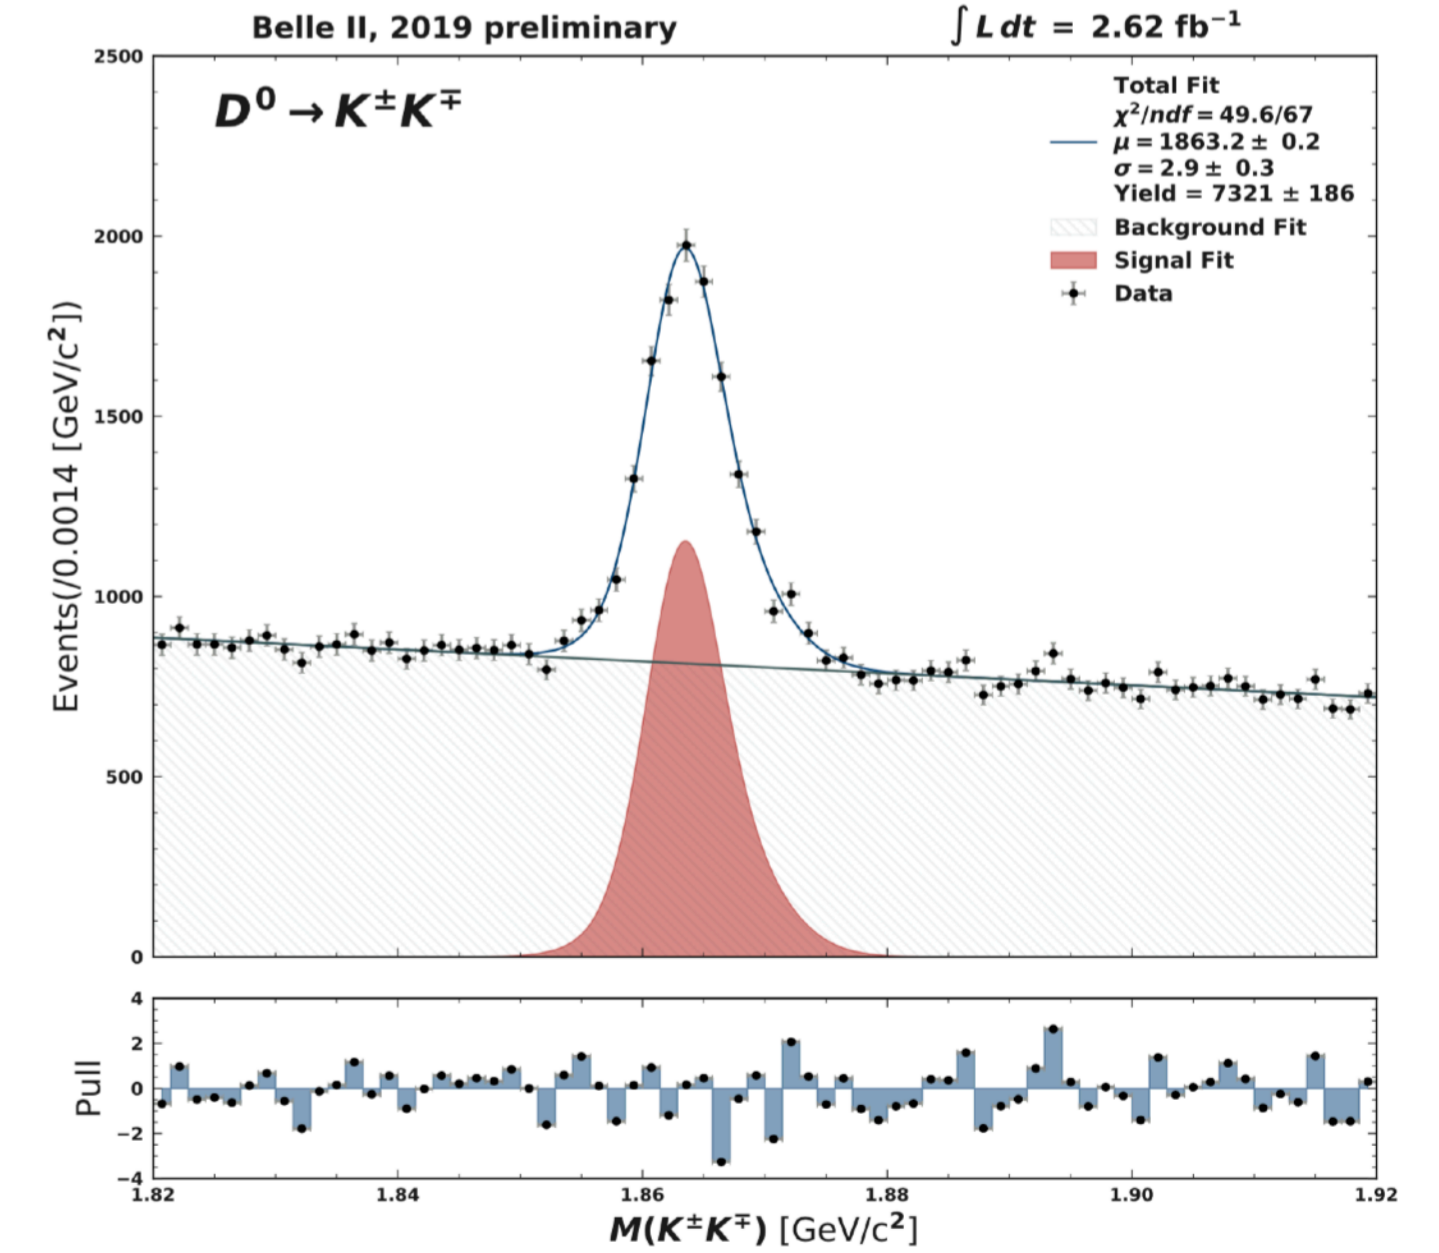 Belle II, 2019 preliminary ∫ L dt = 2.62 fb⁻¹
D⁰ → K±K∓
Total Fit
χ²/ndf = 49.6/67
μ = 1863.2 ± 0.2
σ = 2.9 ± 0.3
Yield = 7321 ± 186
Background Fit
Signal Fit
Data
Events(/0.0014 [GeV/c²])
2500
2000
1500
1000
500
0
Pull
4
2
0
−2
−4
1.82 1.84 1.86 1.88 1.90 1.92
M(K±K∓) [GeV/c²]